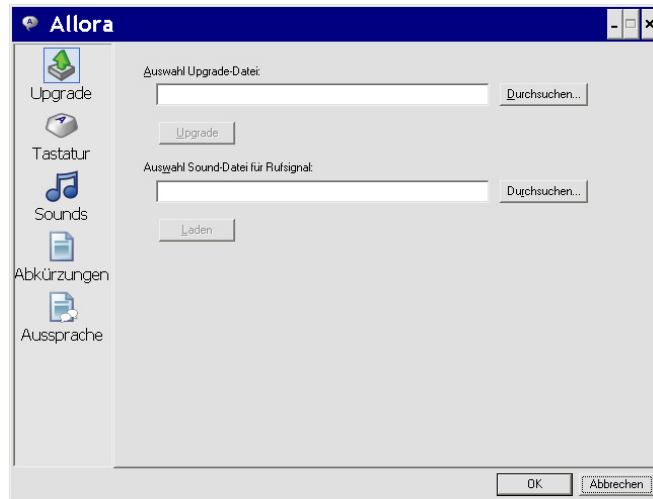 Allora
Upgrade
Tastatur
Sounds
Abkürzungen
Aussprache
Auswahl Upgrade-Datei:
Durchsuchen...
Upgrade
Auswahl Sound-Datei für Rufsignal:
Durchsuchen...
Laden
OK
Abbrechen